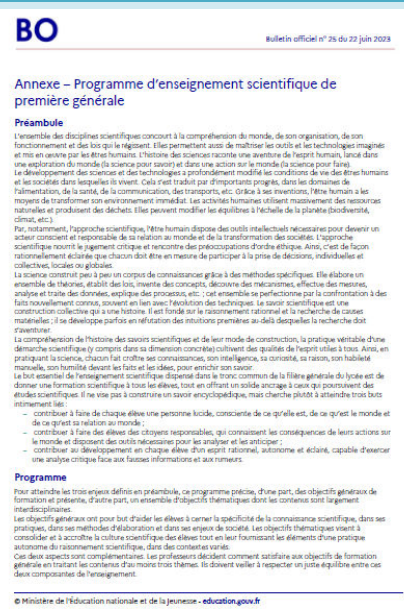 BO
Bulletin officiel n° 25 du 22 juin 2023
Annexe – Programme d'enseignement scientifique de
première générale
Préambule
L'ensemble des disciplines scientifiques concourt à la compréhension du monde, de son organisation, de son
fonctionnement et des lois qui le régissent. Elles permettent aussi de maîtriser les outils et les technologies imaginés
et mis en œuvre par les êtres humains. L'histoire des sciences raconte une aventure de l'esprit humain, lancé dans
une exploration du monde (la science pour savoir) et dans une action sur le monde (la science pour faire).
Le développement des sciences et des technologies a profondément modifié les conditions de vie des êtres humains
et les sociétés dans lesquelles ils vivent. Cela s'est traduit par d'importants progrès, dans les domaines de
l'alimentation, de la santé, de la communication, des transports, etc. Grâce à ses inventions, l'être humain a les
moyens de transformer son environnement immédiat. Les activités humaines utilisent massivement des ressources
naturelles et produisent des déchets. Elles peuvent modifier les équilibres à l'échelle de la planète (biodiversité,
climat, etc.).
Par, notamment, l'approche scientifique, l'être humain dispose des outils intellectuels nécessaires pour devenir un
acteur conscient et responsable de sa relation au monde et de la transformation des sociétés. L'approche
scientifique nourrit le jugement critique et rencontre des préoccupations d'ordre éthique. Ainsi, c'est de façon
rationnellement éclairée que chacun doit être en mesure de participer à la prise de décisions, individuelles et
collectives, locales ou globales.
La science construit peu à peu un corpus de connaissances grâce à des méthodes spécifiques. Elle élabore un
ensemble de théories, établit des lois, invente des concepts, découvre des mécanismes, effectue des mesures,
analyse et traite des données, explique des processus, etc. ; cet ensemble se perfectionne par la confrontation à des
faits nouvellement connus, souvent en lien avec l'évolution des techniques. Le savoir scientifique est une
construction collective qui a une histoire. Il est fondé sur le raisonnement rationnel et la recherche de causes
matérielles ; il se développe parfois en réfutation des intuitions premières au-delà desquelles la recherche doit
s'aventurer.
La compréhension de l'histoire des savoirs scientifiques et de leur mode de construction, la pratique véritable d'une
démarche scientifique (y compris dans sa dimension concrète) cultivent des qualités de l'esprit utiles à tous. Ainsi, en
pratiquant la science, chacun fait croître ses connaissances, son intelligence, sa curiosité, sa raison, son habileté
manuelle, son humilité devant les faits et les idées, pour enrichir son savoir.
Le but essentiel de l'enseignement scientifique dispensé dans le tronc commun de la filière générale du lycée est de
donner une formation scientifique à tous les élèves, tout en offrant un solide ancrage à ceux qui poursuivent des
études scientifiques. Il ne vise pas à construire un savoir encyclopédique, mais cherche plutôt à atteindre trois buts
intimement liés :
– contribuer à faire de chaque élève une personne lucide, consciente de ce qu'elle est, de ce qu'est le monde et
de ce qu'est sa relation au monde ;
– contribuer à faire des élèves des citoyens responsables, qui connaissent les conséquences de leurs actions sur
le monde et disposent des outils nécessaires pour les analyser et les anticiper ;
– contribuer au développement en chaque élève d'un esprit rationnel, autonome et éclairé, capable d'exercer
une analyse critique face aux fausses informations et aux rumeurs.
Programme
Pour atteindre les trois enjeux définis en préambule, ce programme précise, d'une part, des objectifs généraux de
formation et présente, d'autre part, un ensemble d'objectifs thématiques dont les contenus sont largement
interdisciplinaires.
Les objectifs généraux ont pour but d'aider les élèves à cerner la spécificité de la connaissance scientifique, dans ses
pratiques, dans ses méthodes d'élaboration et dans ses enjeux de société. Les objectifs thématiques visent à
consolider et à accroître la culture scientifique des élèves tout en leur fournissant les éléments d'une pratique
autonome du raisonnement scientifique, dans des contextes variés.
Ces deux aspects sont complémentaires. Les professeurs décident comment satisfaire aux objectifs de formation
générale en traitant les contenus d'au moins trois thèmes. Ils doivent veiller à respecter un juste équilibre entre ces
deux composantes de l'enseignement.
© Ministère de l'Éducation nationale et de la Jeunesse - education.gouv.fr